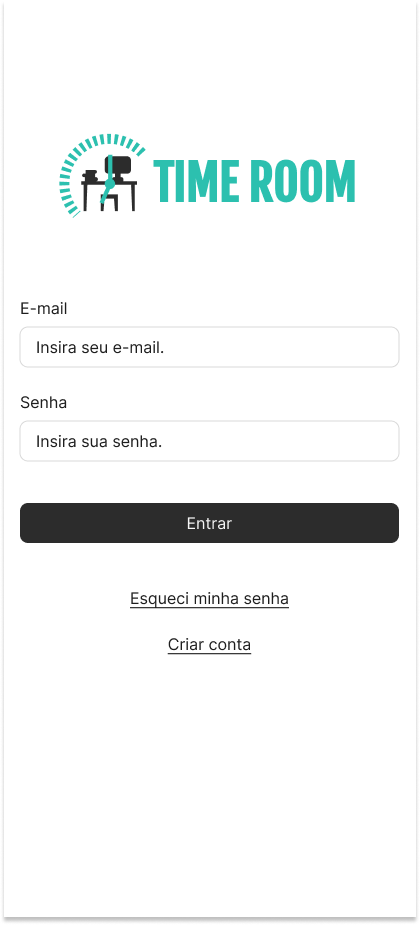 TIME ROOM
E-mail
Insira seu e-mail.
Senha
Insira sua senha.
Entrar
Esqueci minha senha
Criar conta